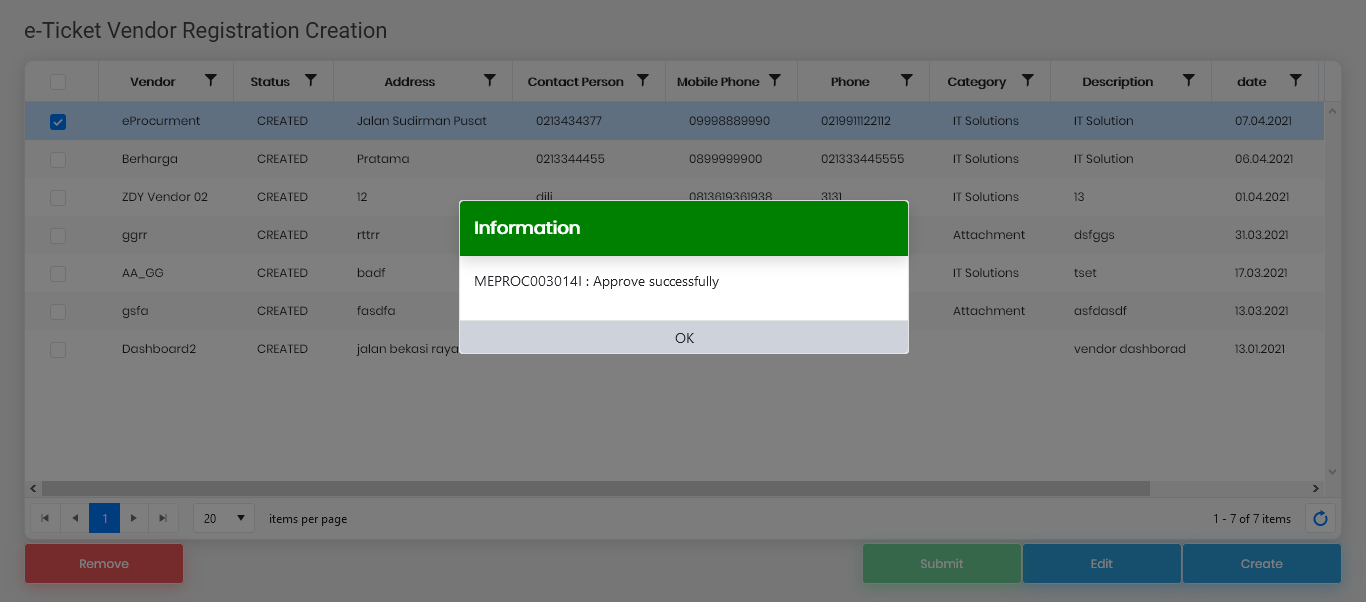 e-Ticket Vendor Registration Creation
Vendor Status Address Contact Person Mobile Phone Phone Category Description date
eProcurment CREATED Jalan Sudirman Pusat 0213434377 09998889990 0219911122112 IT Solutions IT Solution 07.04.2021
Berharga CREATED Pratama 0213344455 0899999900 021333445555 IT Solutions IT Solution 06.04.2021
ZDY Vendor 02 CREATED 12 dili 0813619361938 3131 IT Solutions 13 01.04.2021
ggrr CREATED rttrr Attachment dsfggs 31.03.2021
AA_GG CREATED badf IT Solutions tset 17.03.2021
gsfa CREATED fasdfa Attachment asfdasdf 13.03.2021
Dashboard2 CREATED jalan bekasi raya vendor dashborad 13.01.2021
Information
MEPROC003014I : Approve successfully
OK
1 20 items per page 1 - 7 of 7 items
Remove Submit Edit Create